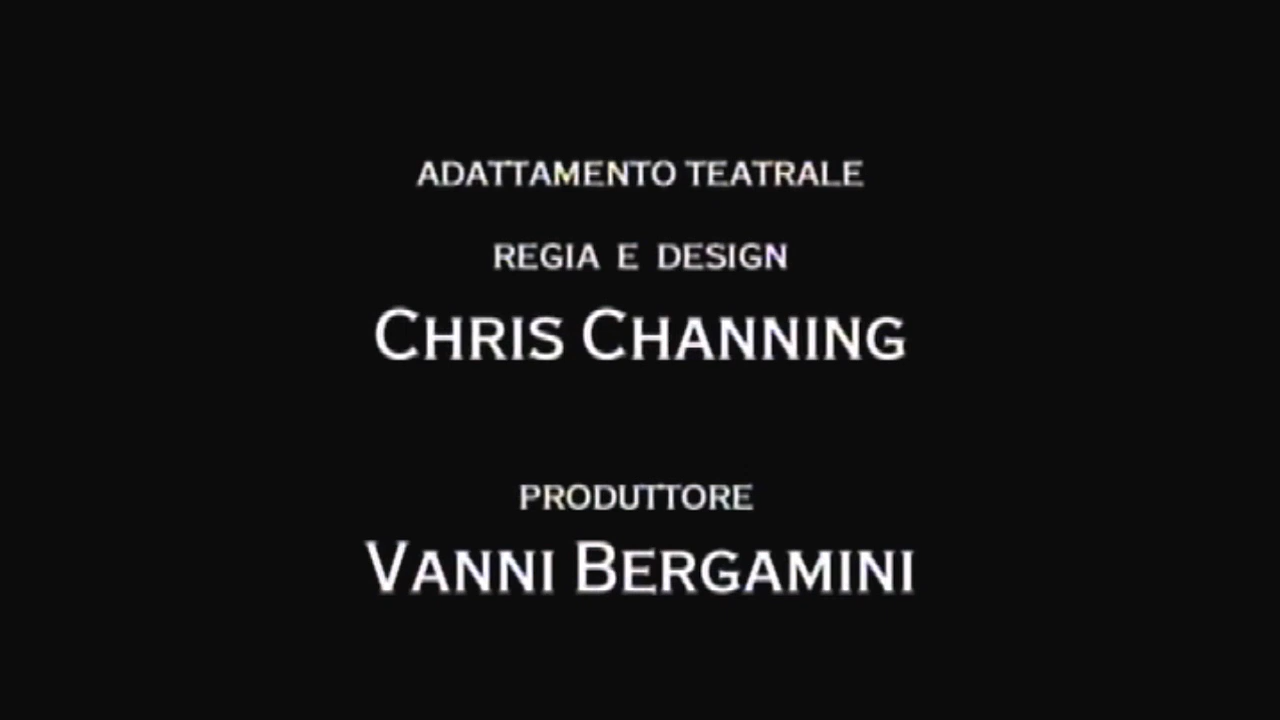 ADATTAMENTO TEATRALE
REGIA E DESIGN
CHRIS CHANNING
PRODUTTORE
VANNI BERGAMINI